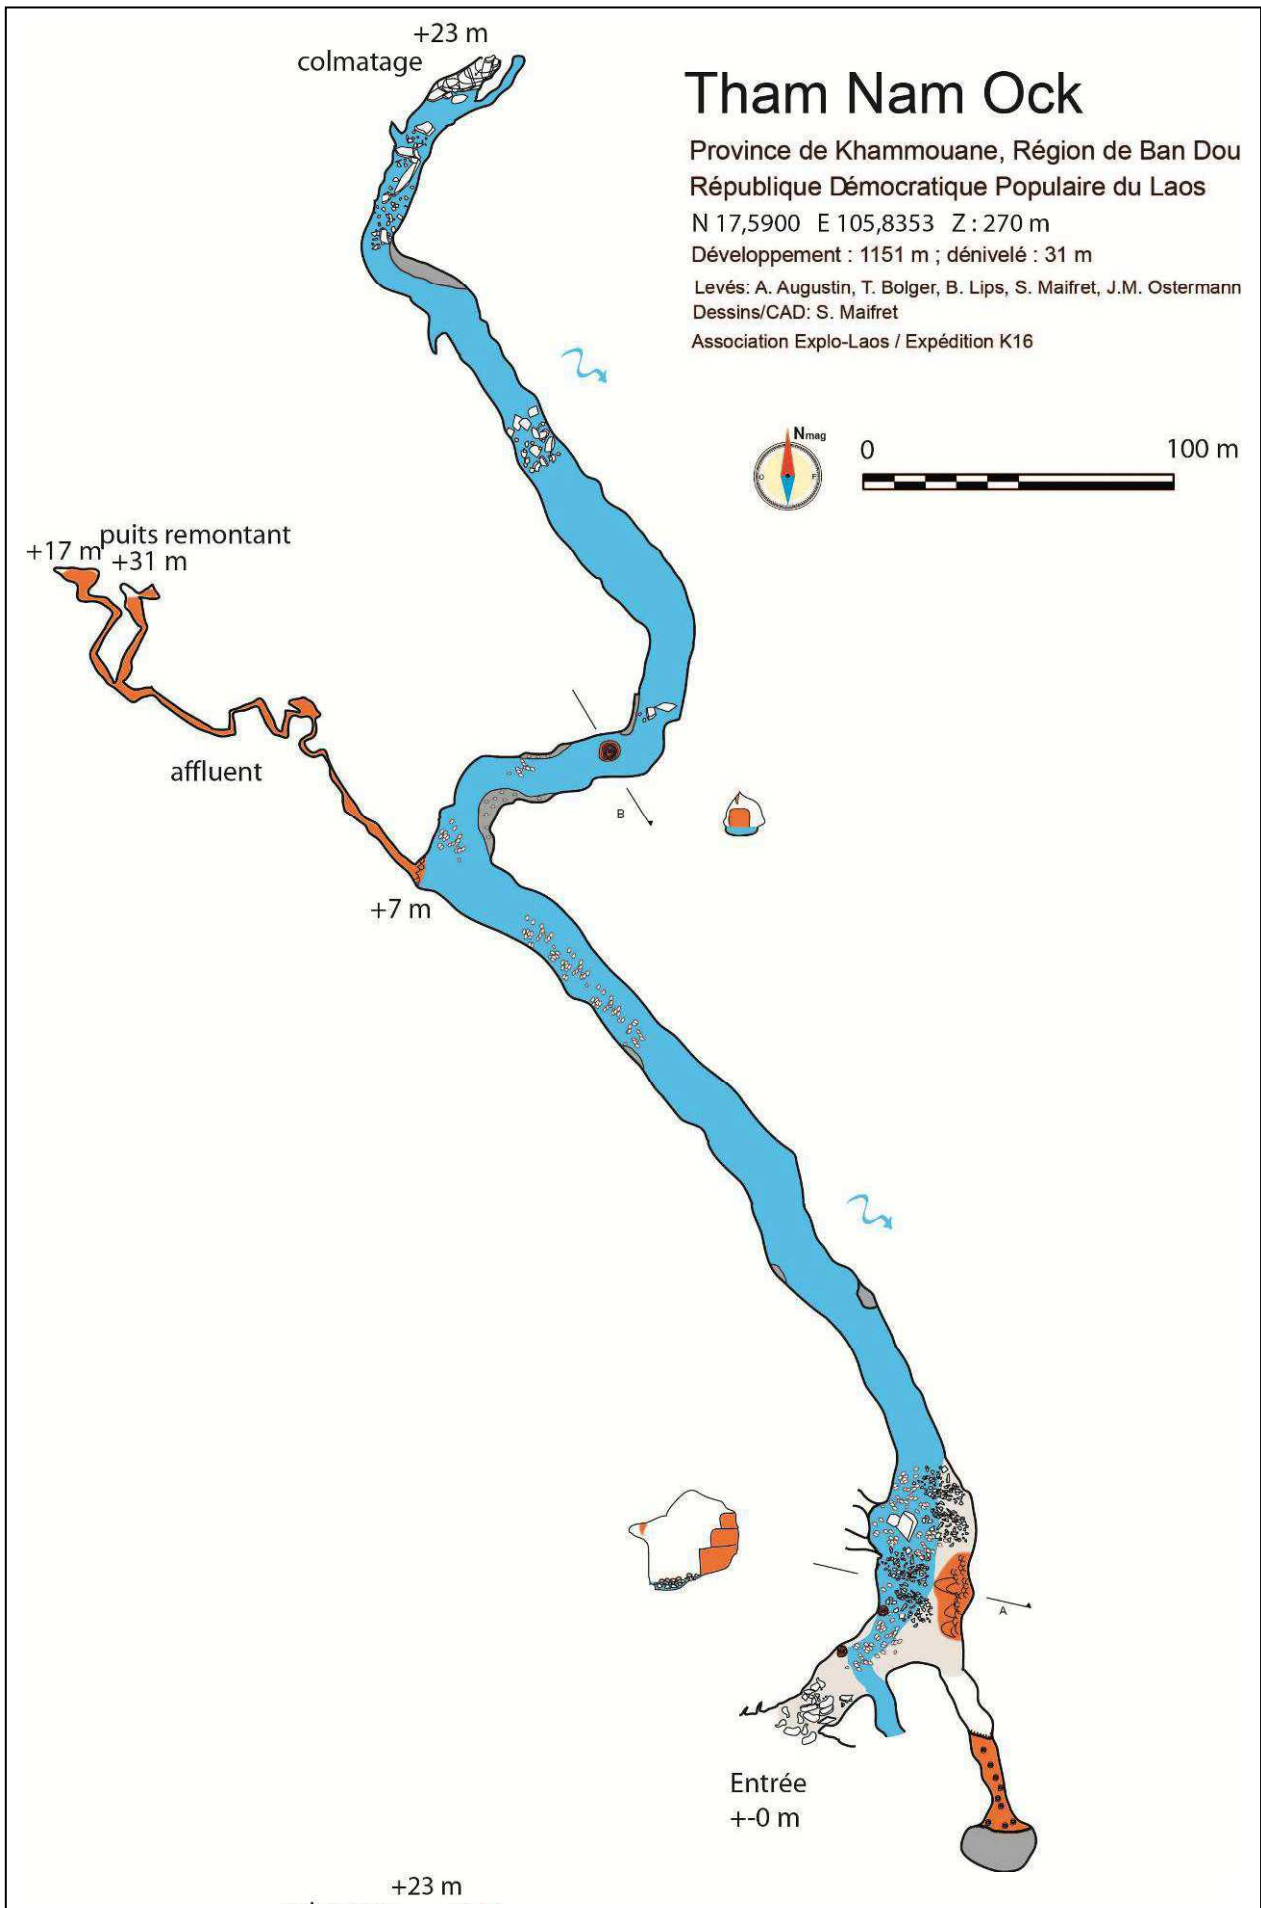 +23 m
colmatage
Tham Nam Ock
Province de Khammouane, Région de Ban Dou
République Démocratique Populaire du Laos
N 17,5900 E 105,8353 Z : 270 m
Développement : 1151 m ; dénivelé : 31 m
Levés: A. Augustin, T. Bolger, B. Lips, S. Maifret, J.M. Ostermann
Dessins/CAD: S. Maifret
Association Explo-Laos / Expédition K16
Nmag
0 100 m
puits remontant
+17 m
+31 m
affluent
B
+7 m
A
Entrée
+-0 m
+23 m